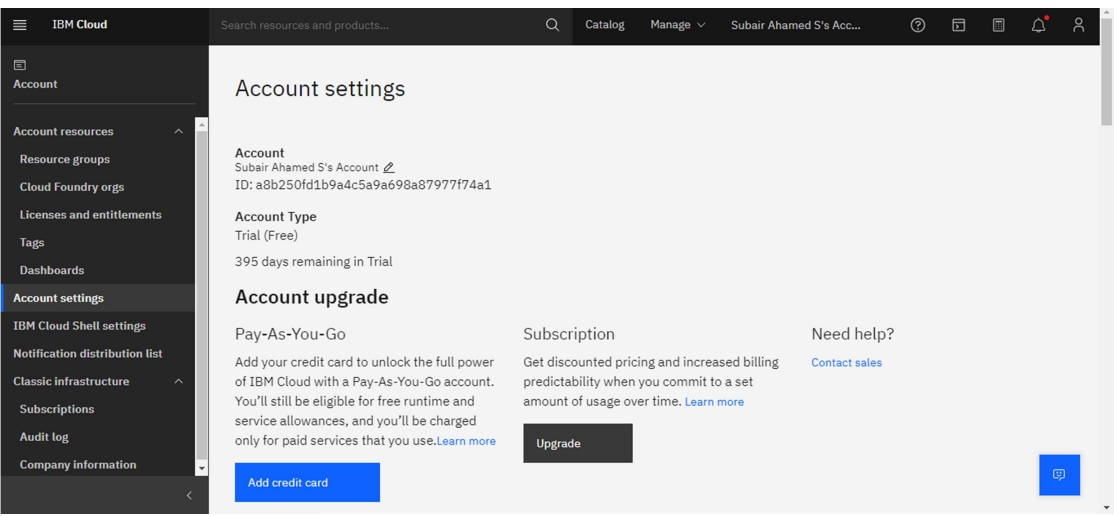 IBM Cloud
Search resources and products...
Catalog
Manage
Subair Ahamed S's Acc...
Account
Account resources
Resource groups
Cloud Foundry orgs
Licenses and entitlements
Tags
Dashboards
Account settings
IBM Cloud Shell settings
Notification distribution list
Classic infrastructure
Subscriptions
Audit log
Company information
Account settings
Account
Subair Ahamed S's Account
ID: a8b250fd1b9a4c5a9a698a87977f74a1
Account Type
Trial (Free)
395 days remaining in Trial
Account upgrade
Pay-As-You-Go
Add your credit card to unlock the full power
of IBM Cloud with a Pay-As-You-Go account.
You’ll still be eligible for free runtime and
service allowances, and you’ll be charged
only for paid services that you use.Learn more
Add credit card
Subscription
Get discounted pricing and increased billing
predictability when you commit to a set
amount of usage over time. Learn more
Upgrade
Need help?
Contact sales